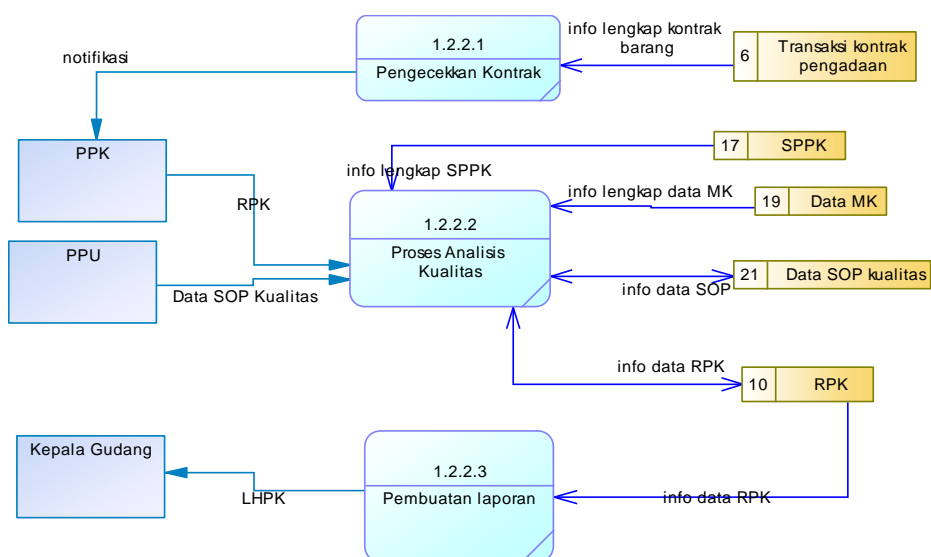 1.2.2.1
Pengecekkan Kontrak
info lengkap kontrak
barang
6
Transaksi kontrak
pengadaan
notifikasi
PPK
17
SPPK
info lengkap SPPK
RPK
info lengkap data MK
19
Data MK
1.2.2.2
Proses Analisis
Kualitas
PPU
Data SOP Kualitas
info data SOP
21
Data SOP kualitas
info data RPK
10
RPK
Kepala Gudang
LHPK
1.2.2.3
Pembuatan laporan
info data RPK